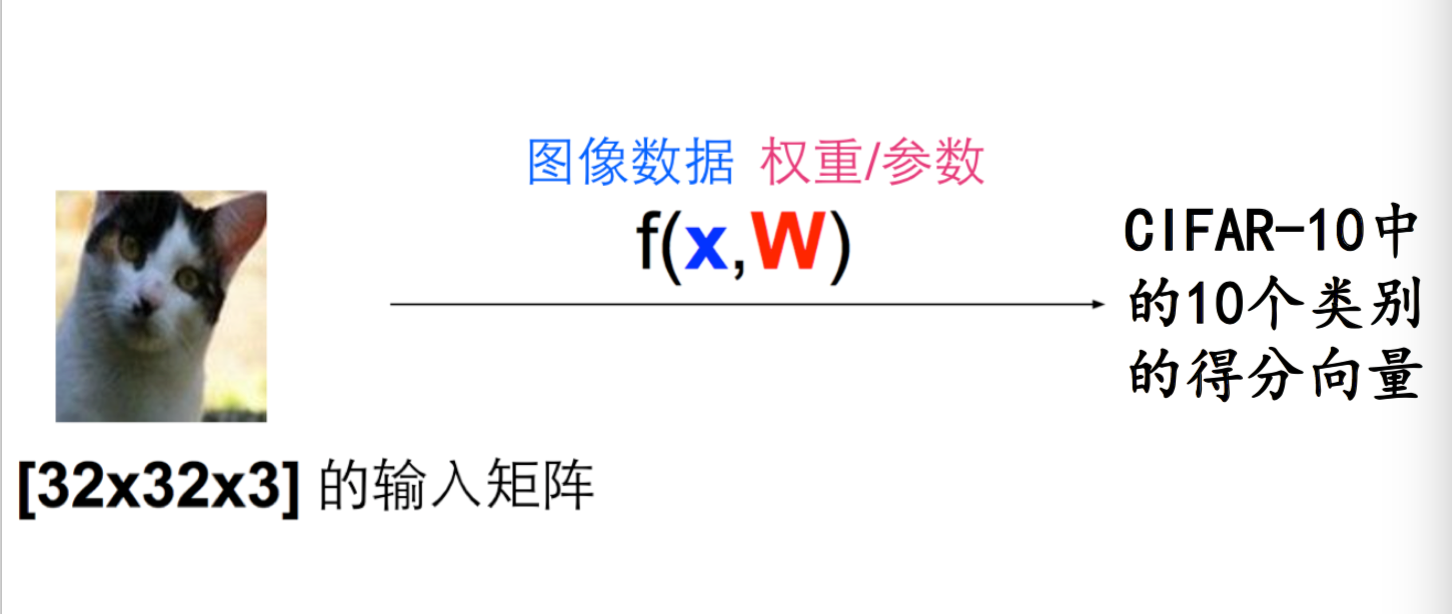 图像数据 权重/参数
f(x,W)
CIFAR-10中
的10个类别
的得分向量
[32x32x3] 的输入矩阵